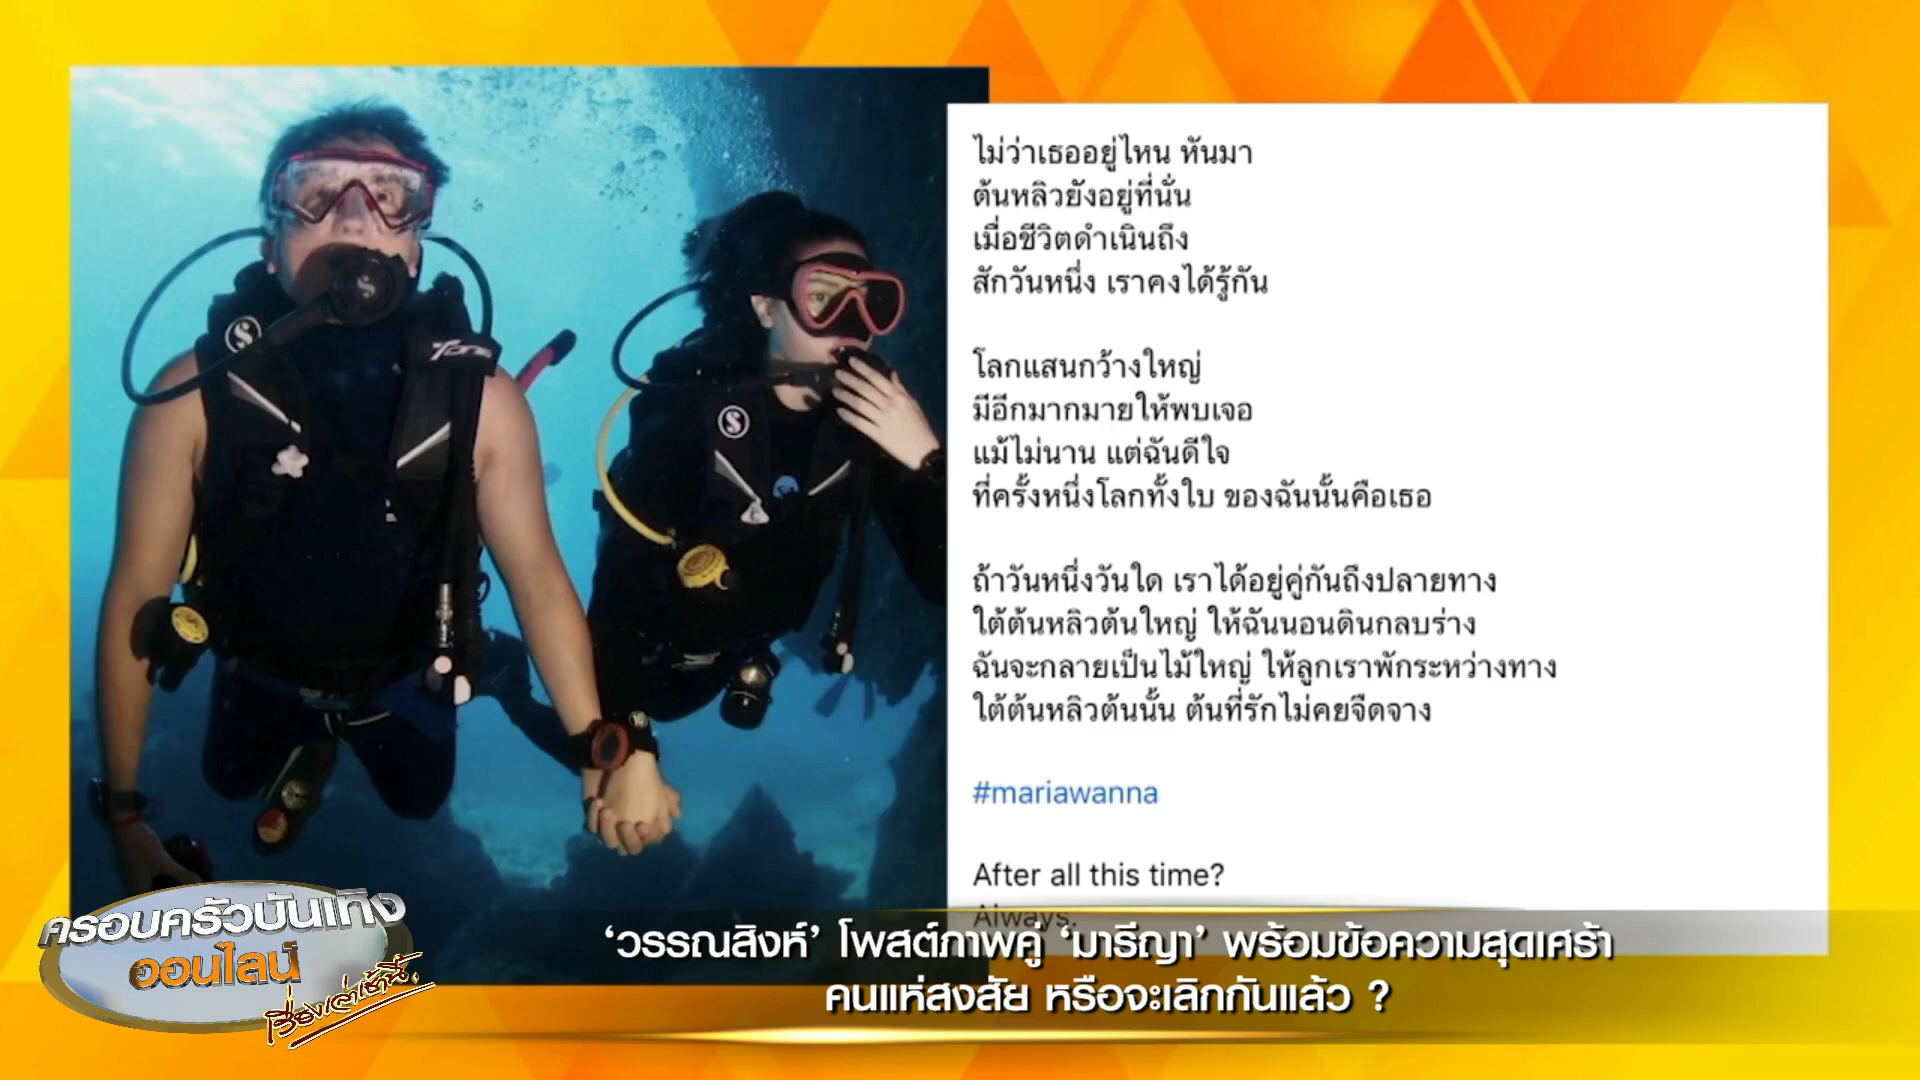 ไม่ว่าเธออยู่ไหน หันมา
ต้นหลิวยังอยู่ที่นั่น
เมื่อชีวิตดำเนินถึง
สักวันหนึ่ง เราคงได้รู้กัน
โลกแสนกว้างใหญ่
มีอีกมากมายให้พบเจอ
แม้ไม่นาน แต่ฉันดีใจ
ที่ครั้งหนึ่งโลกทั้งใบ ของฉันนั้นคือเธอ
ถ้าวันหนึ่งวันใด เราได้อยู่คู่กันถึงปลายทาง
ใต้ต้นหลิวต้นใหญ่ ให้ฉันนอนดินกลบร่าง
ฉันจะกลายเป็นไม้ใหญ่ ให้ลูกเราพักระหว่างทาง
ใต้ต้นหลิวต้นนั้น ต้นที่รักไม่คยจืดจาง
#mariawanna
After all this time?
Always.
ครอบครัวบันเทิง
ออนไลน์
เรื่องเล่าเช้านี้
‘วรรณสิงห์’ โพสต์ภาพคู่ ‘มารีญา’ พร้อมข้อความสุดเศร้า
คนแห่สงสัย หรือจะเลิกกันแล้ว ?